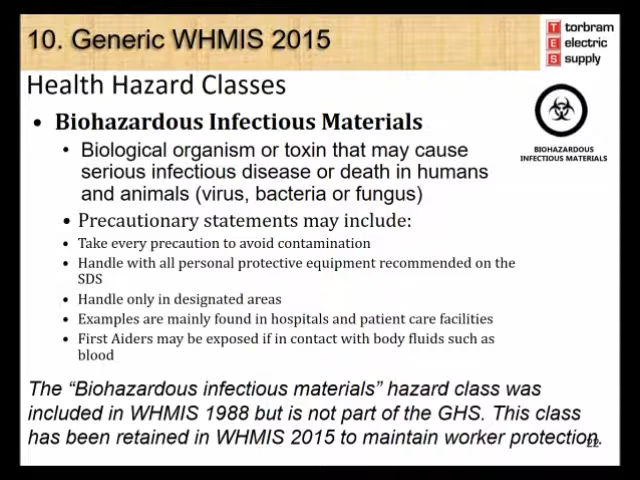 10. Generic WHMIS 2015
T torbram
E electric
S supply
Health Hazard Classes
• Biohazardous Infectious Materials
BIOHAZARDOUS
INFECTIOUS MATERIALS
• Biological organism or toxin that may cause
serious infectious disease or death in humans
and animals (virus, bacteria or fungus)
• Precautionary statements may include:
• Take every precaution to avoid contamination
• Handle with all personal protective equipment recommended on the
SDS
• Handle only in designated areas
• Examples are mainly found in hospitals and patient care facilities
• First Aiders may be exposed if in contact with body fluids such as
blood
The “Biohazardous infectious materials” hazard class was
included in WHMIS 1988 but is not part of the GHS. This class
has been retained in WHMIS 2015 to maintain worker protection.
22